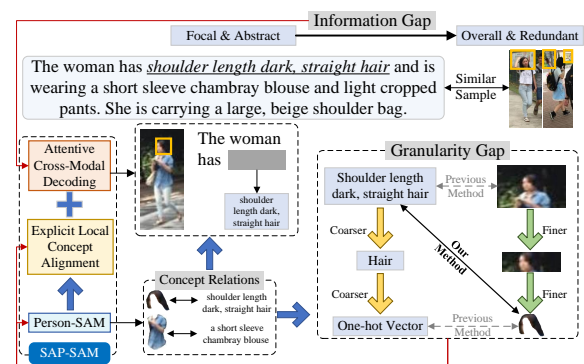 Information Gap
Focal & Abstract
Overall & Redundant
The woman has shoulder length dark, straight hair and is
wearing a short sleeve chambray blouse and light cropped
pants. She is carrying a large, beige shoulder bag.
Similar
Sample
Attentive
Cross-Modal
Decoding
Explicit Local
Concept
Alignment
Person-SAM
SAP-SAM
The woman
has
shoulder
length dark,
straight hair
Concept Relations
shoulder length
dark, straight hair
a short sleeve
chambray blouse
Granularity Gap
Shoulder length
dark, straight hair
Previous
Method
Coarser
Our
Method
Finer
Hair
Coarser
Finer
One-hot Vector
Previous
Method